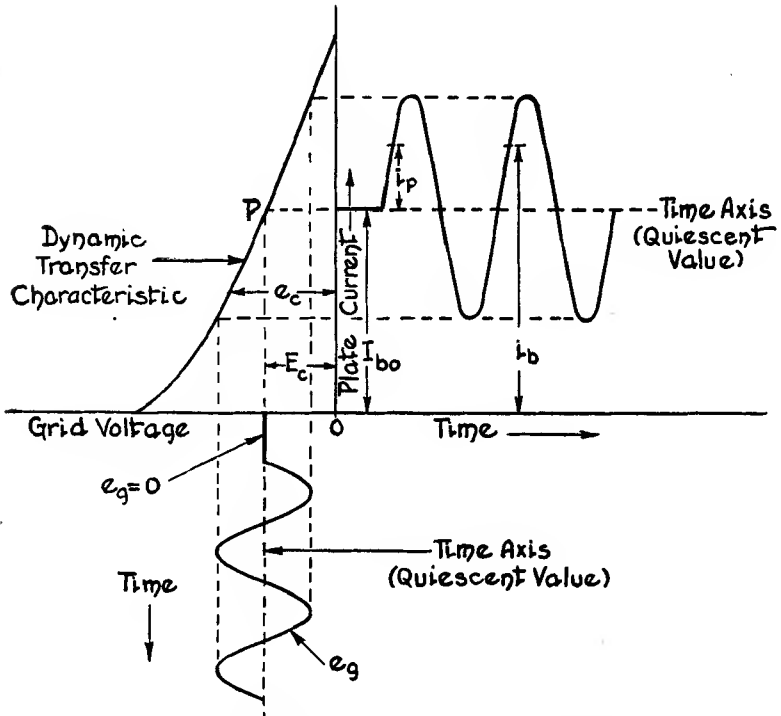 P
Dynamic
Transfer
Characteristic
e_c
E_c
Plate Current
I_bo
i_p
i_b
Time Axis
(Quiescent
Value)
Grid Voltage
O
Time
e_g=0
Time Axis
(Quiescent Value)
Time
e_g